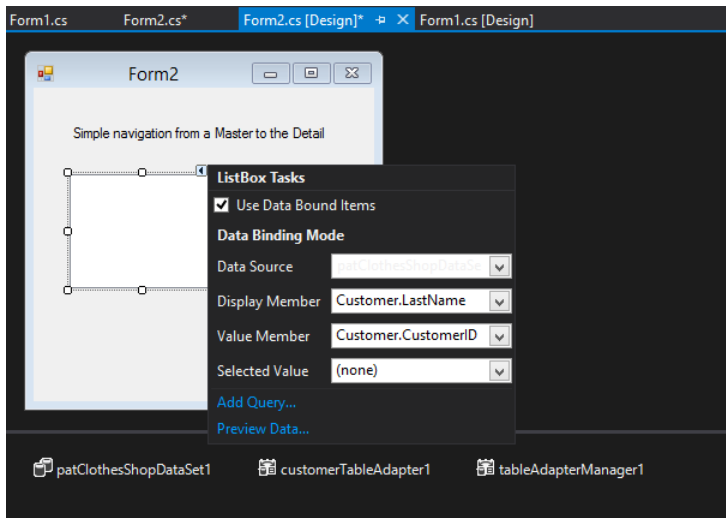 Form1.cs Form2.cs* Form2.cs [Design]* Form1.cs [Design]
Form2
Simple navigation from a Master to the Detail
ListBox Tasks
Use Data Bound Items
Data Binding Mode
Data Source patClothesShopDataSe
Display Member Customer.LastName
Value Member Customer.CustomerID
Selected Value (none)
Add Query...
Preview Data...
patClothesShopDataSet1 customerTableAdapter1 tableAdapterManager1